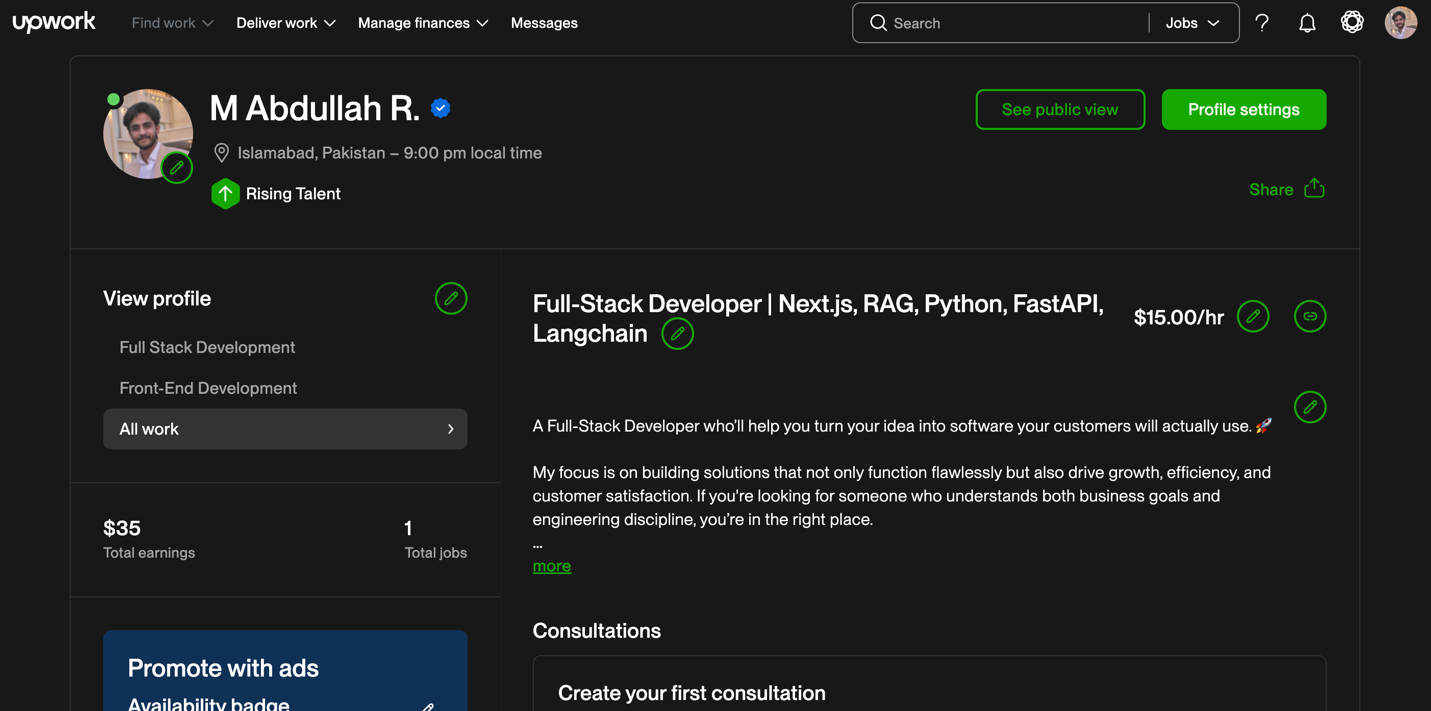 upwork
Find work
Deliver work
Manage finances
Messages
Search
Jobs
M Abdullah R.
Islamabad, Pakistan – 9:00 pm local time
Rising Talent
See public view
Profile settings
Share
View profile
Full Stack Development
Front-End Development
All work
$35
Total earnings
1
Total jobs
Promote with ads
Availability badge
Full-Stack Developer | Next.js, RAG, Python, FastAPI,
Langchain
$15.00/hr
A Full-Stack Developer who’ll help you turn your idea into software your customers will actually use. 🚀
My focus is on building solutions that not only function flawlessly but also drive growth, efficiency, and
customer satisfaction. If you're looking for someone who understands both business goals and
engineering discipline, you’re in the right place.
...
more
Consultations
Create your first consultation